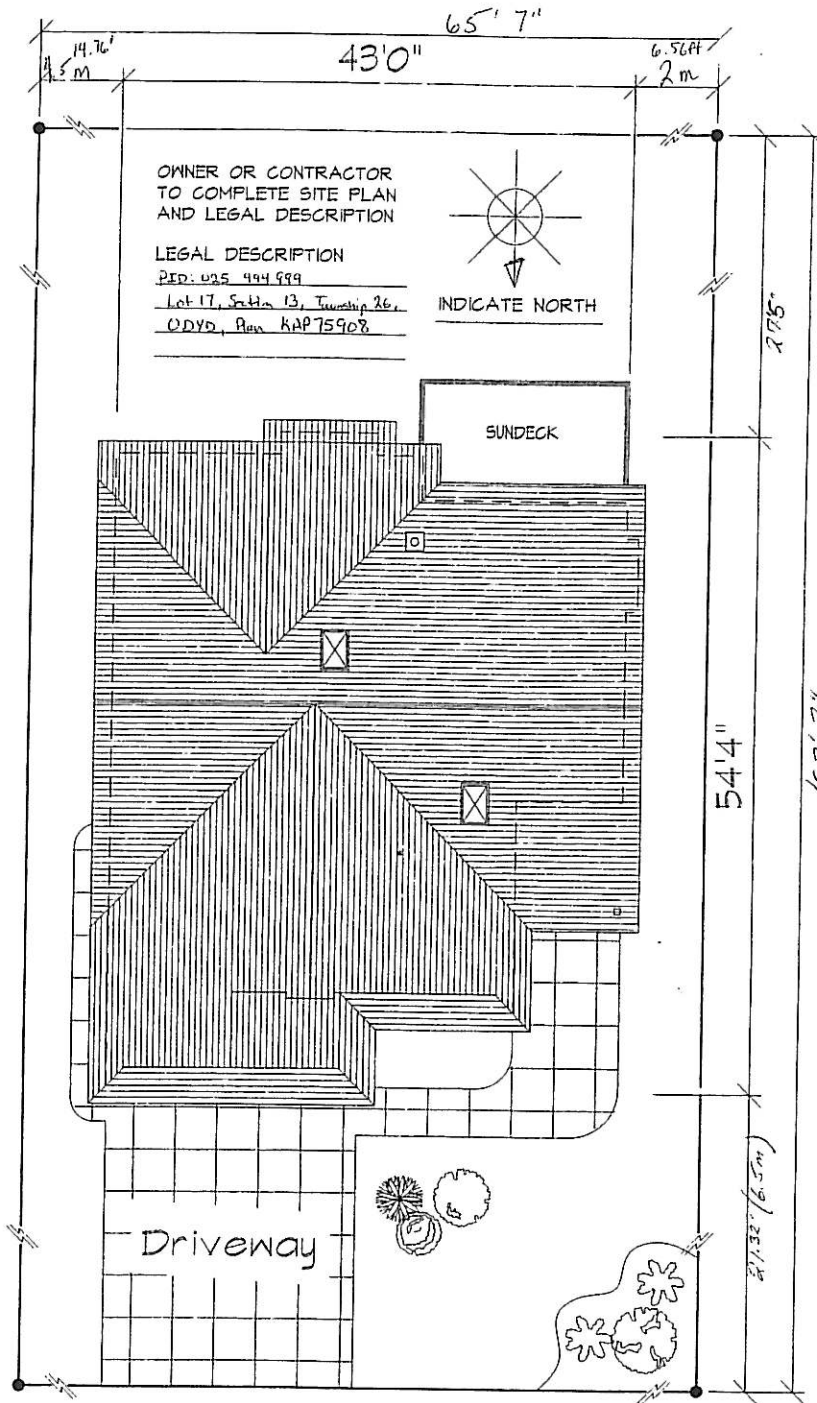 65' 7"
14.76'
4.5 m
43'0"
6.56ft
2 m
OWNER OR CONTRACTOR
TO COMPLETE SITE PLAN
AND LEGAL DESCRIPTION
LEGAL DESCRIPTION
PID: 025 494 999
Lot 17, Section 13, Township 26,
ODYD, Plan KAP75908
INDICATE NORTH
27.5"
SUNDECK
54'4"
21.32' (6.5m)
Driveway